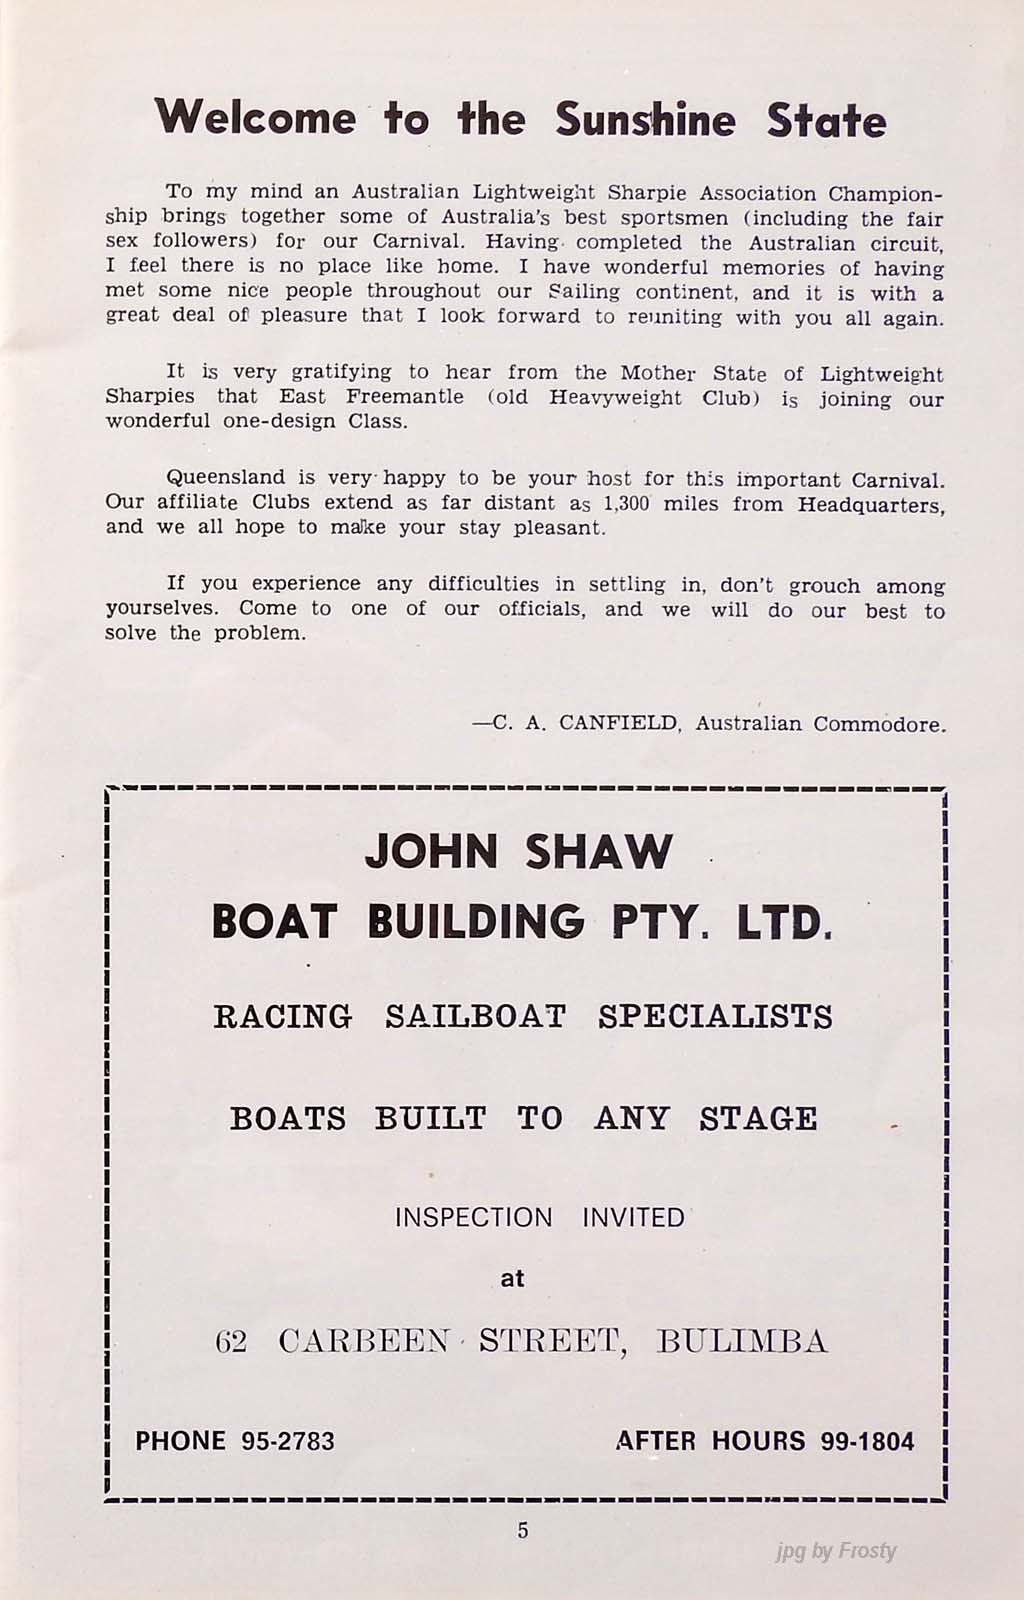 Welcome to the Sunshine State
To my mind an Australian Lightweight Sharpie Association Champion-
ship brings together some of Australia's best sportsmen (including the fair
sex followers) for our Carnival. Having completed the Australian circuit,
I feel there is no place like home. I have wonderful memories of having
met some nice people throughout our Sailing continent, and it is with a
great deal of pleasure that I look forward to reuniting with you all again.
It is very gratifying to hear from the Mother State of Lightweight
Sharpies that East Freemantle (old Heavyweight Club) is joining our
wonderful one-design Class.
Queensland is very happy to be your host for this important Carnival.
Our affiliate Clubs extend as far distant as 1,300 miles from Headquarters,
and we all hope to make your stay pleasant.
If you experience any difficulties in settling in, don't grouch among
yourselves. Come to one of our officials, and we will do our best to
solve the problem.
—C. A. CANFIELD, Australian Commodore.
JOHN SHAW
BOAT BUILDING PTY. LTD.
RACING SAILBOAT SPECIALISTS
BOATS BUILT TO ANY STAGE
INSPECTION INVITED
at
62 CARBEEN STREET, BULIMBA
PHONE 95-2783 AFTER HOURS 99-1804
5
jpg by Frosty